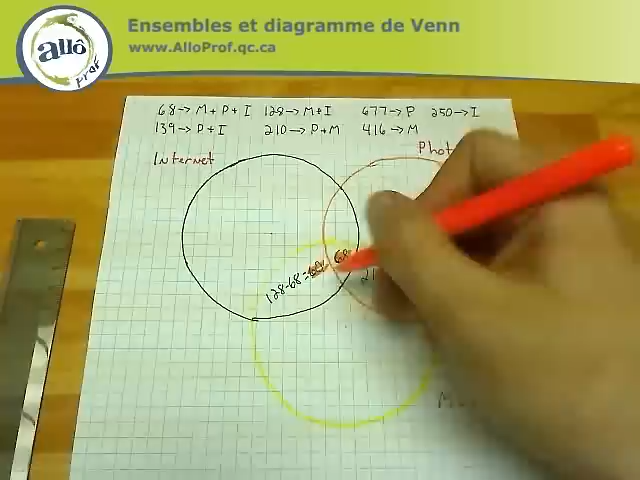 Ensembles et diagramme de Venn
www.AlloProf.qc.ca
allô prof
68→ M + P + I 128→ M+I 677→ P 250→ I
139→ P + I 210→ P+M 416→ M
Internet
Phot
68
128-68=
21
M